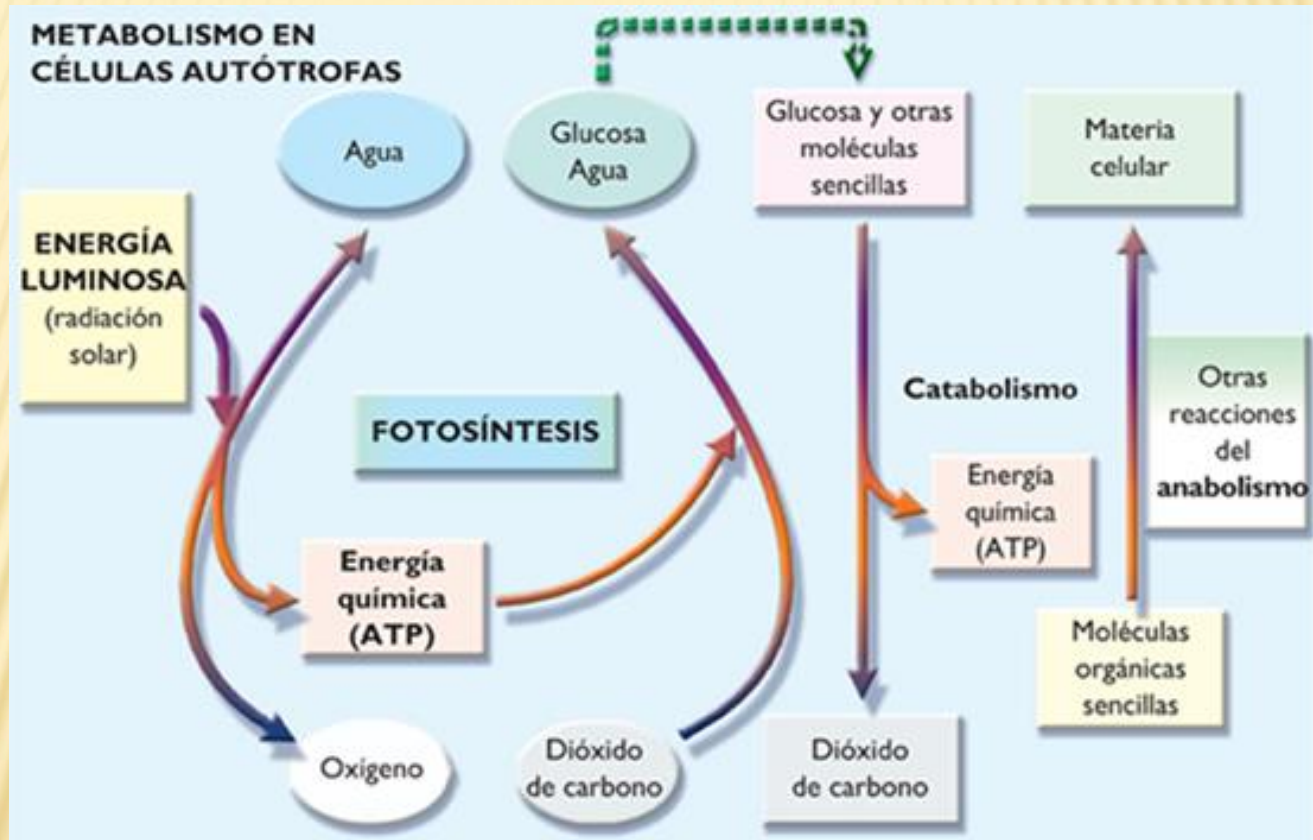 METABOLISMO EN
CÉLULAS AUTÓTROFAS
Agua
Glucosa
Agua
Glucosa y otras
moléculas
sencillas
Materia
celular
ENERGÍA
LUMINOSA
(radiación
solar)
FOTOSÍNTESIS
Catabolismo
Otras
reacciones
del
anabolismo
Energía
química
(ATP)
Energía
química
(ATP)
Moléculas
orgánicas
sencillas
Oxígeno
Dióxido
de carbono
Dióxido
de carbono